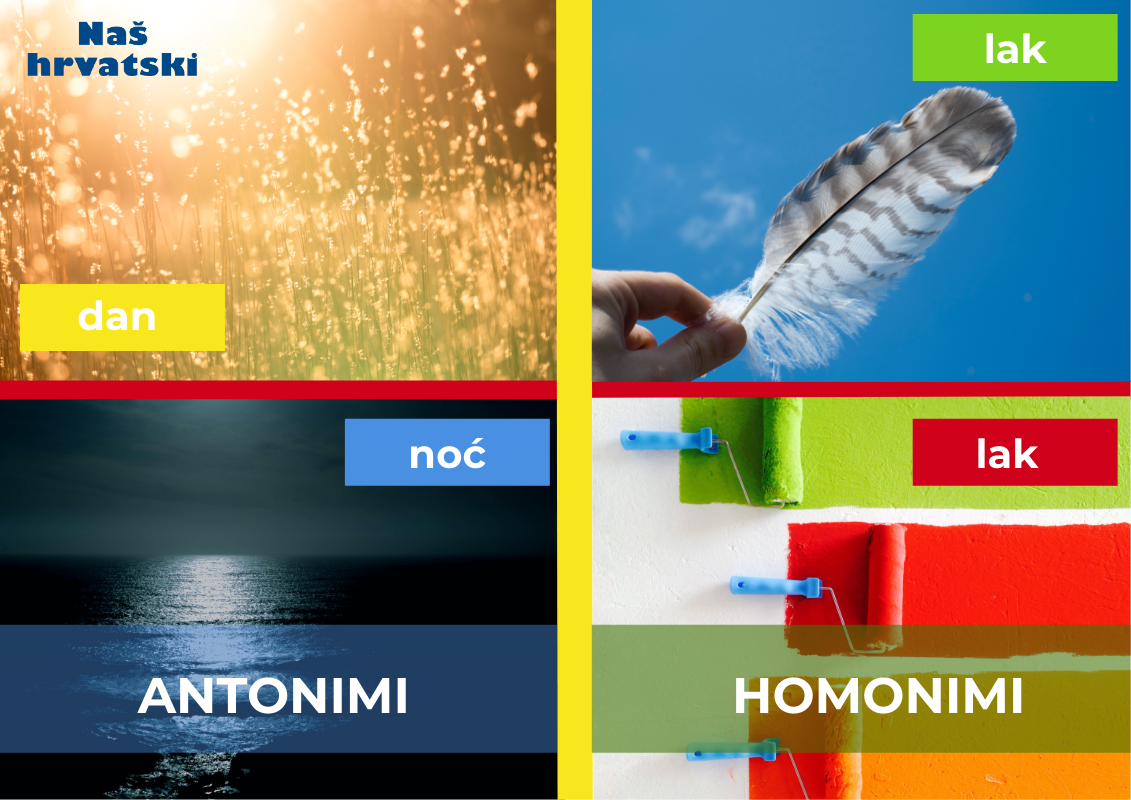 Naš
hrvatski
dan
noć
ANTONIMI
lak
lak
HOMONIMI